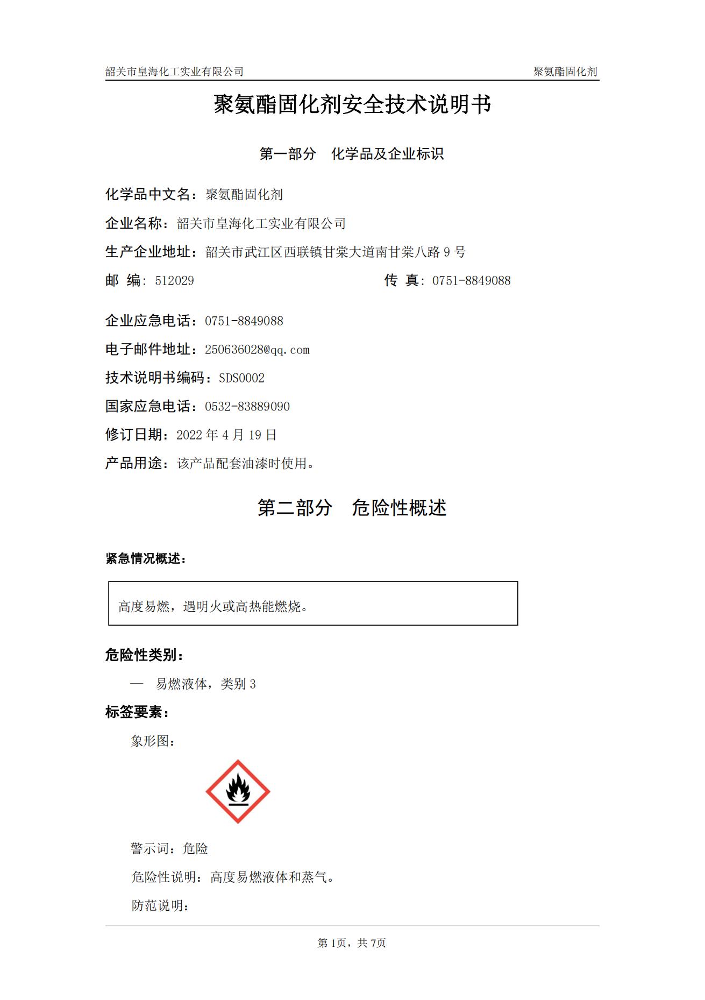 韶关市皇海化工实业有限公司 聚氨酯固化剂
聚氨酯固化剂安全技术说明书
第一部分 化学品及企业标识
化学品中文名：聚氨酯固化剂
企业名称：韶关市皇海化工实业有限公司
生产企业地址：韶关市武江区西联镇甘棠大道南甘棠八路 9 号
邮 编: 512029 传 真: 0751-8849088
企业应急电话：0751-8849088
电子邮件地址：250636028@qq.com
技术说明书编码：SDS0002
国家应急电话：0532-83889090
修订日期：2022 年 4 月 19 日
产品用途：该产品配套油漆时使用。
第二部分 危险性概述
紧急情况概述：
高度易燃，遇明火或高热能燃烧。
危险性类别：
— 易燃液体，类别 3
标签要素：
象形图：
警示词：危险
危险性说明：高度易燃液体和蒸气。
防范说明：
第 1页，共 7页